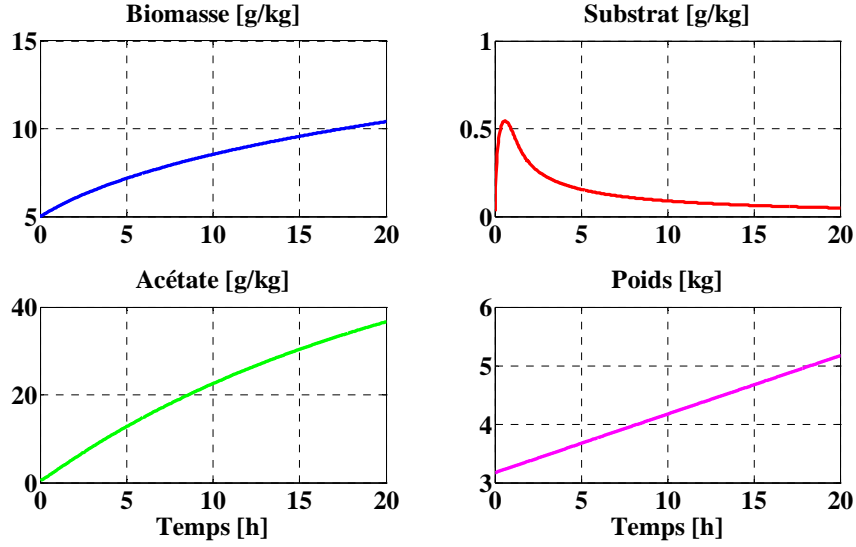 Biomasse [g/kg]
15
10
5
0 5 10 15 20
Substrat [g/kg]
1
0.5
0
0 5 10 15 20
Acétate [g/kg]
40
20
0
0 5 10 15 20
Temps [h]
Poids [kg]
6
5
4
3
0 5 10 15 20
Temps [h]